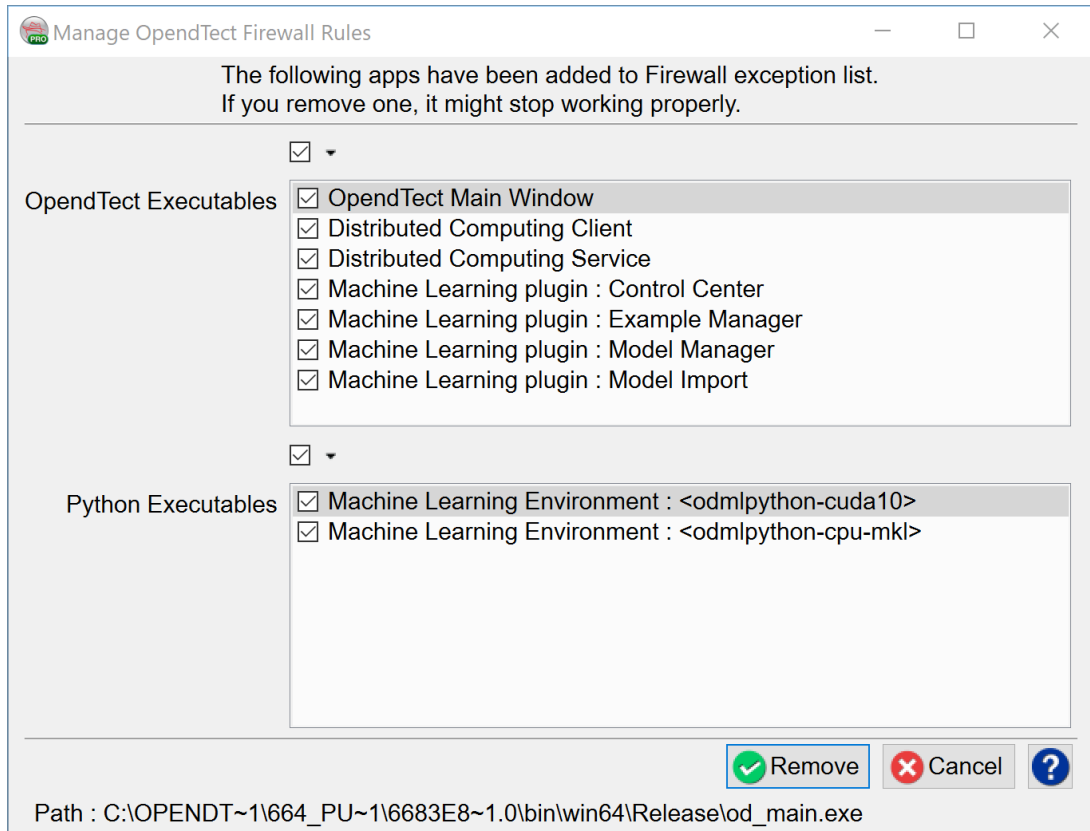 PRO
Manage OpendTect Firewall Rules
The following apps have been added to Firewall exception list.
If you remove one, it might stop working properly.
OpendTect Executables
OpendTect Main Window
Distributed Computing Client
Distributed Computing Service
Machine Learning plugin : Control Center
Machine Learning plugin : Example Manager
Machine Learning plugin : Model Manager
Machine Learning plugin : Model Import
Python Executables
Machine Learning Environment : <odmlpython-cuda10>
Machine Learning Environment : <odmlpython-cpu-mkl>
Remove
Cancel
?
Path : C:\OPENDT~1\664_PU~1\6683E8~1.0\bin\win64\Release\od_main.exe